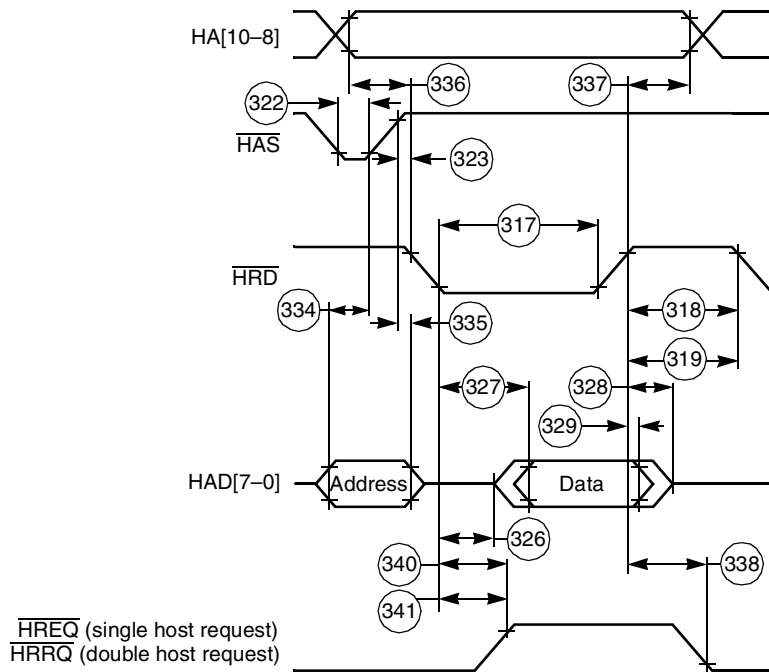 HA[10–8]
336
337
322
HAS
323
317
HRD
334
335
318
319
327
328
329
HAD[7–0]
Address
Data
326
340
338
341
HREQ (single host request)
HRRQ (double host request)